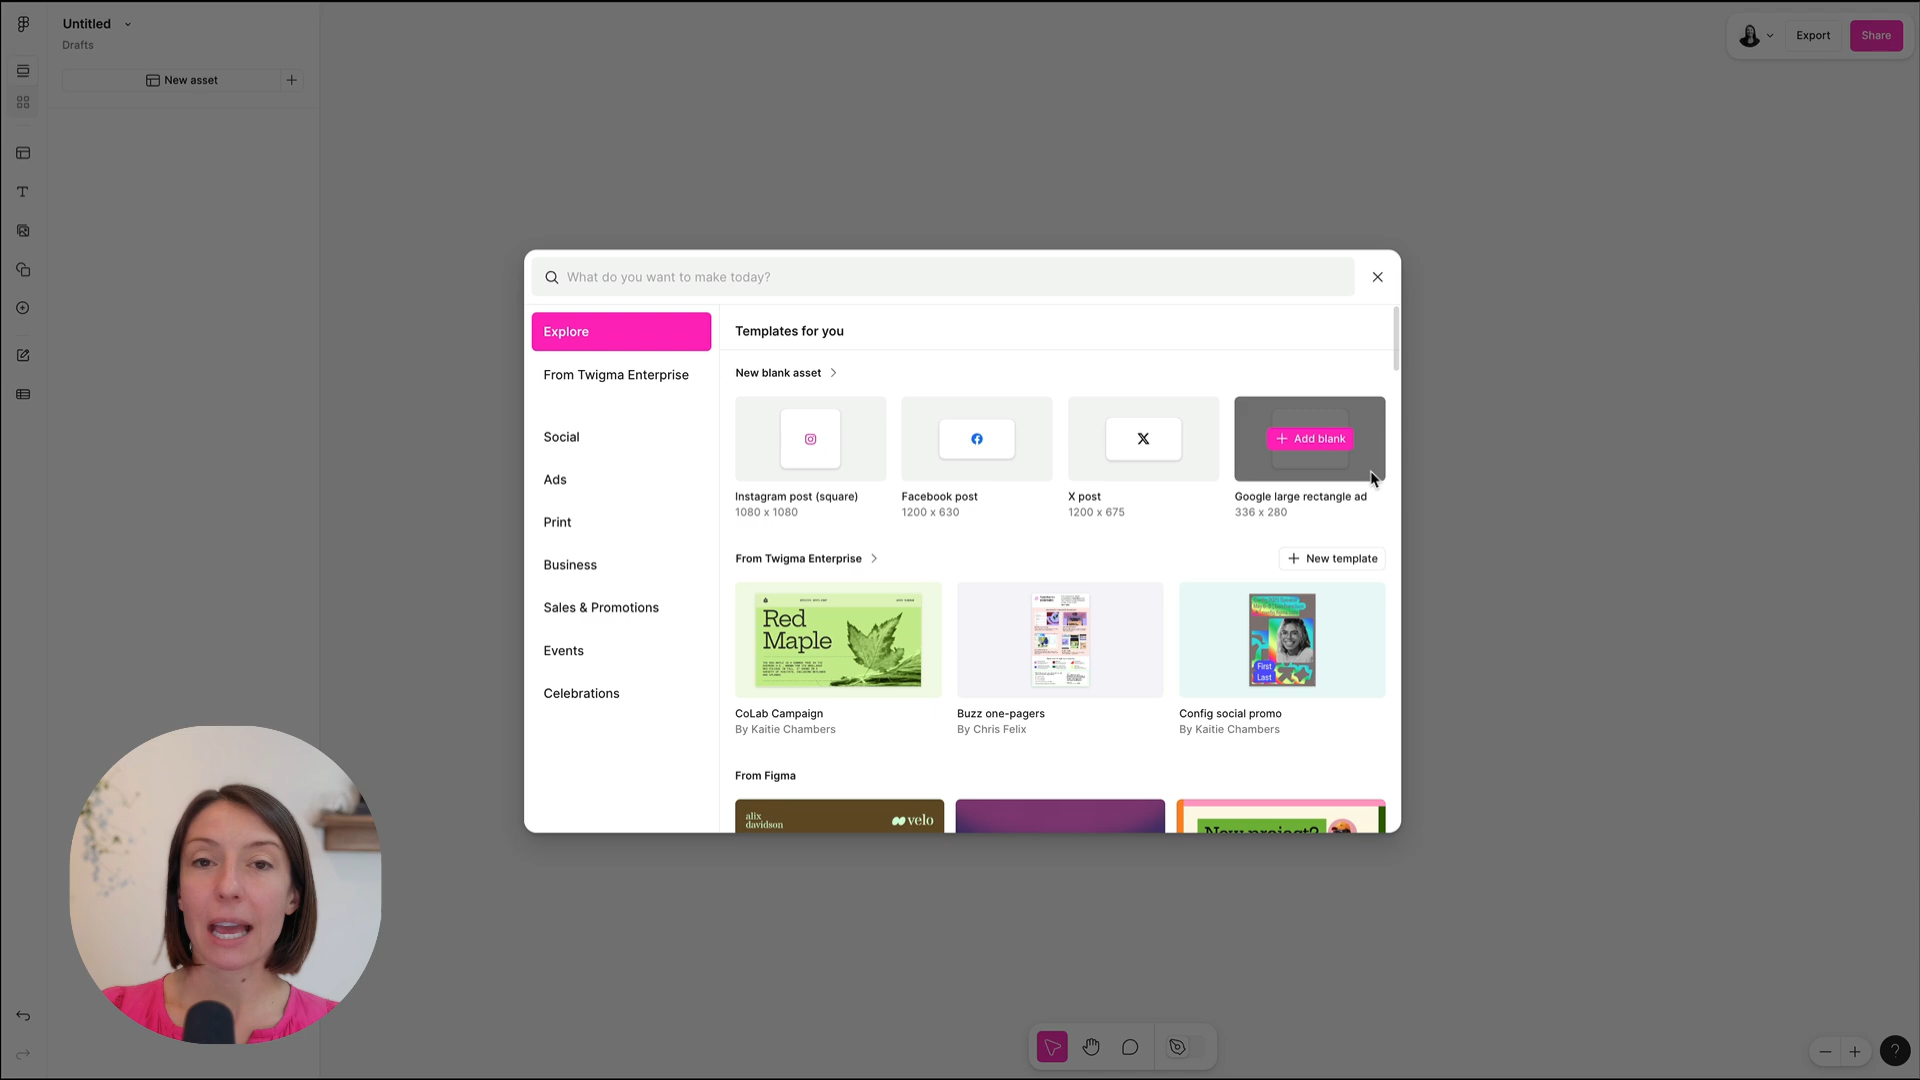 Untitled
Drafts
New asset
Export
Share
What do you want to make today?
Explore
From Twigma Enterprise
Social
Ads
Print
Business
Sales & Promotions
Events
Celebrations
Templates for you
New blank asset
Add blank
Instagram post (square)
1080 x 1080
Facebook post
1200 x 630
X post
1200 x 675
Google large rectangle ad
336 x 280
From Twigma Enterprise
New template
Red
Maple
First
Last
CoLab Campaign
By Kaitie Chambers
Buzz one-pagers
By Chris Felix
Config social promo
By Kaitie Chambers
From Figma
alix
davidson
velo
New project?
?